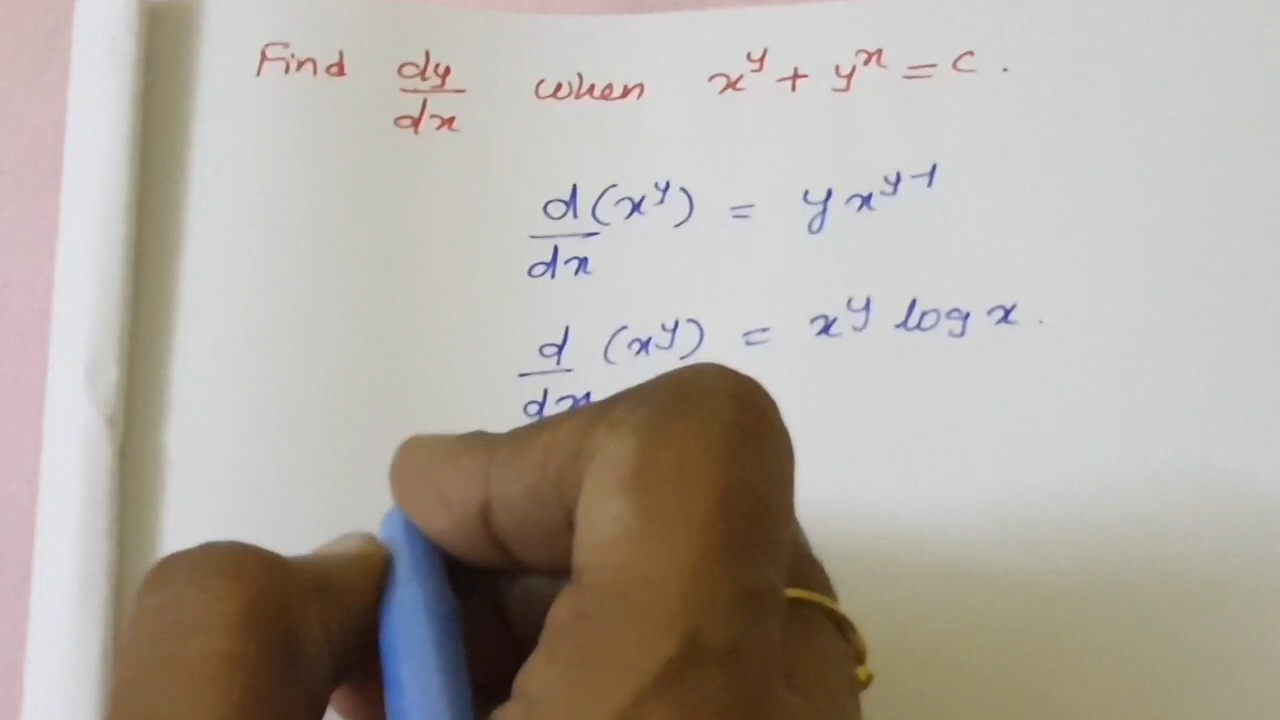 Find dy/dx when x^y + y^x = c.
d/dx (x^y) = y x^{y-1}
d/dx (x^y) = x^y log x.